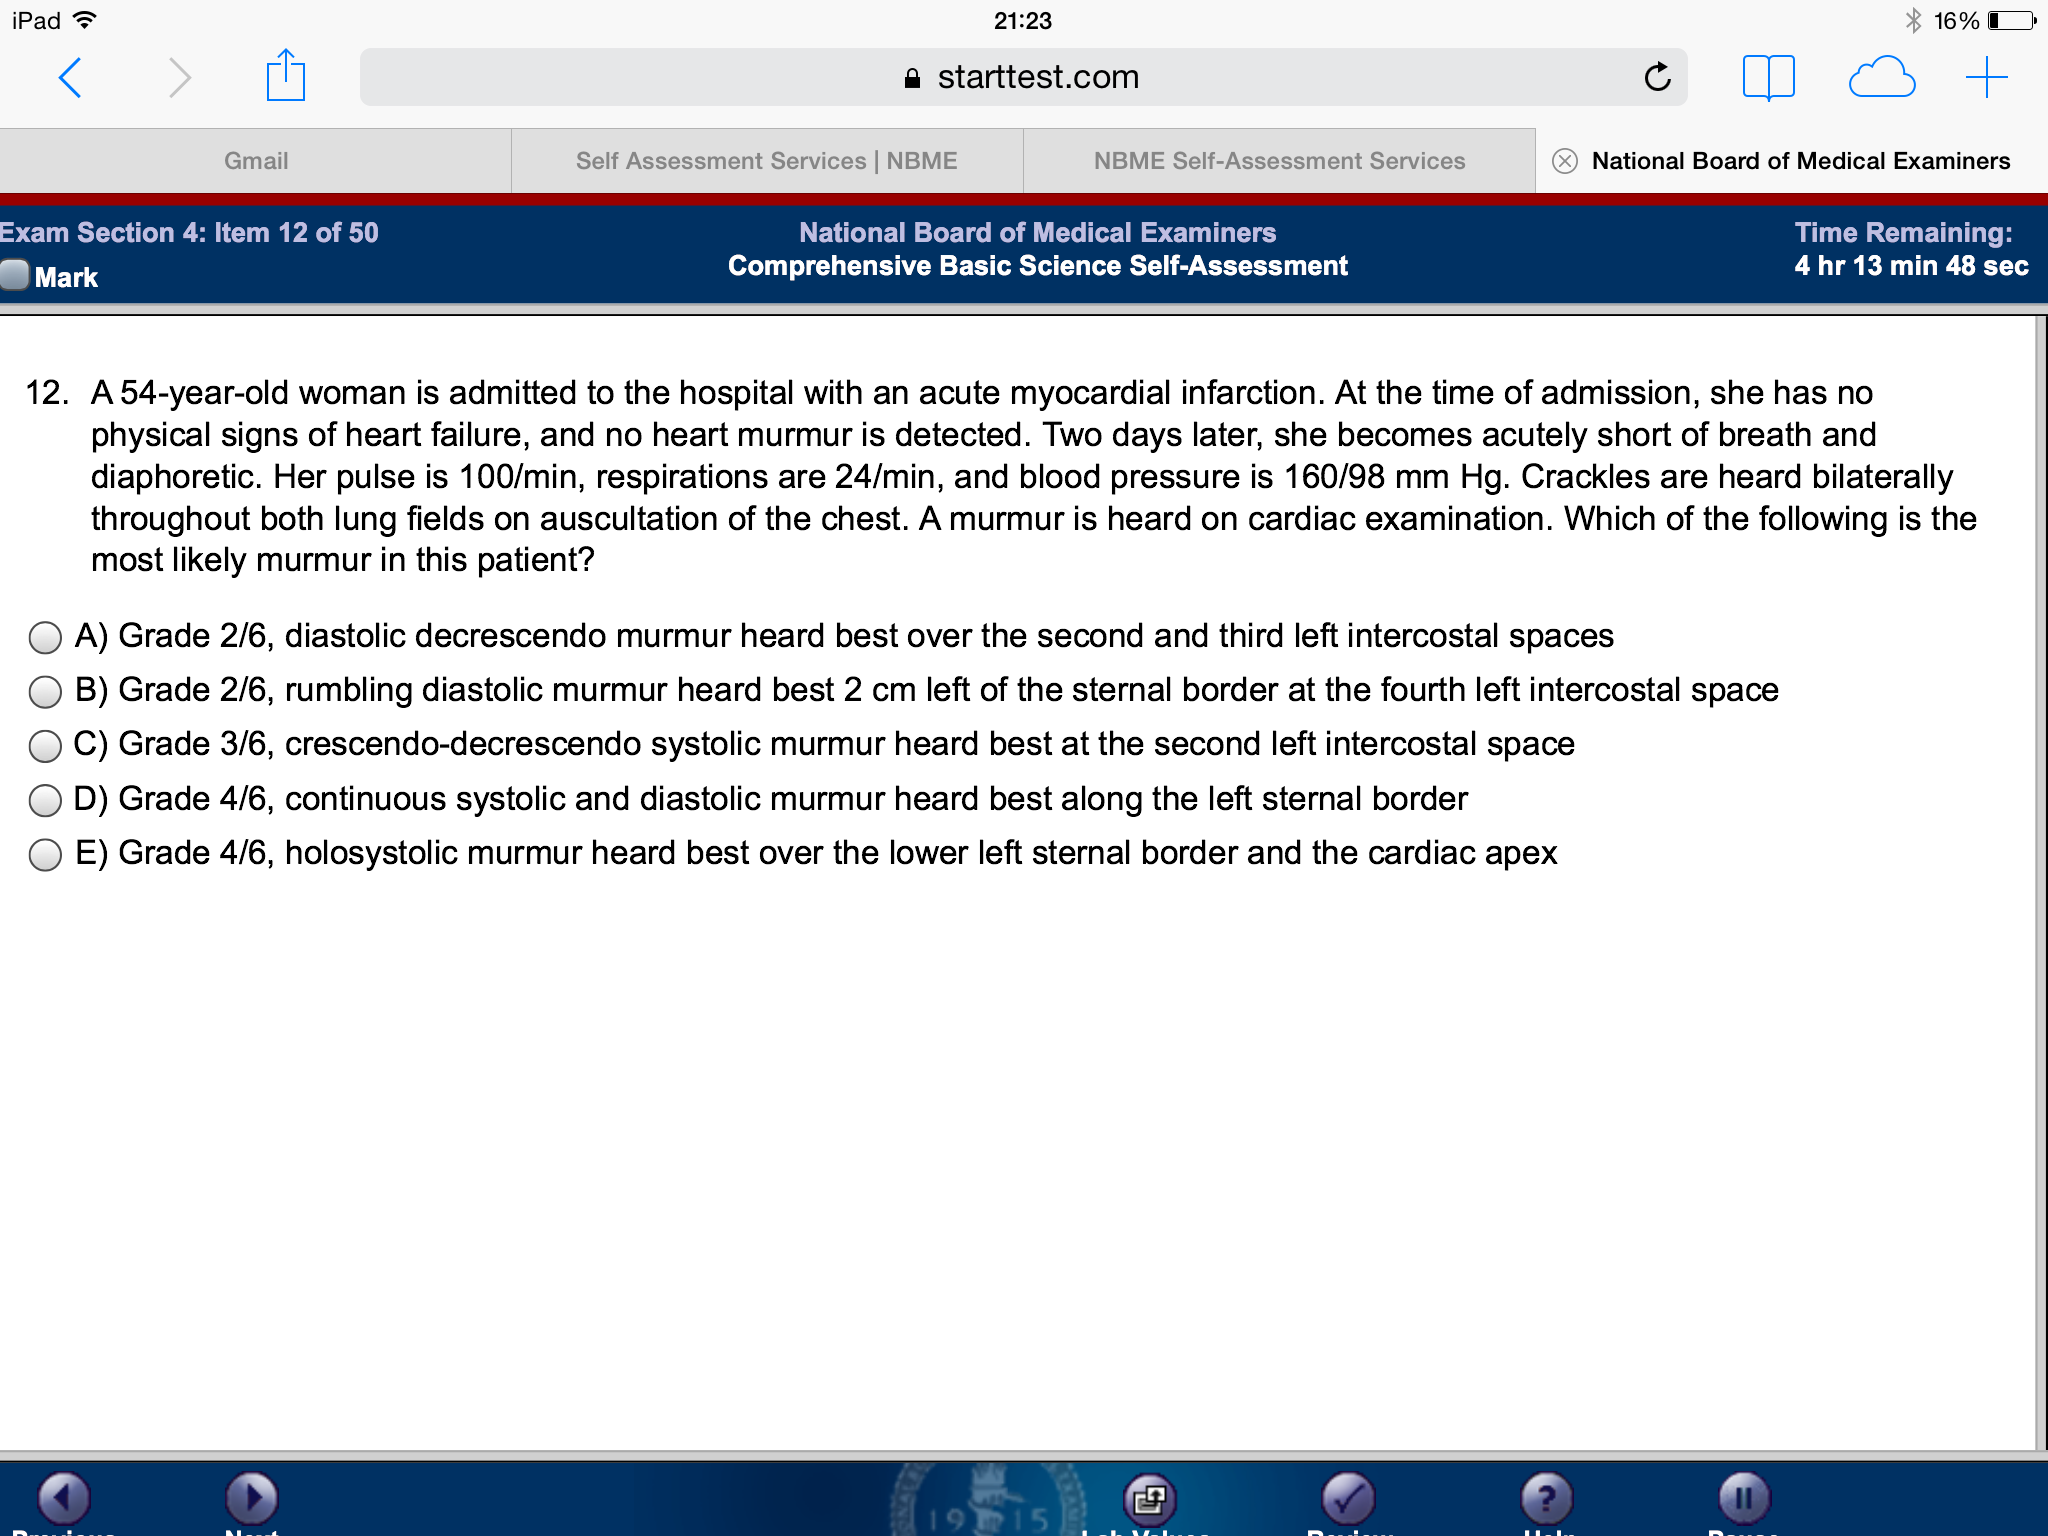 iPad 21:23 16%
starttest.com
Gmail Self Assessment Services | NBME NBME Self-Assessment Services National Board of Medical Examiners
Exam Section 4: Item 12 of 50 National Board of Medical Examiners Time Remaining:
Mark Comprehensive Basic Science Self-Assessment 4 hr 13 min 48 sec
12. A 54-year-old woman is admitted to the hospital with an acute myocardial infarction. At the time of admission, she has no
physical signs of heart failure, and no heart murmur is detected. Two days later, she becomes acutely short of breath and
diaphoretic. Her pulse is 100/min, respirations are 24/min, and blood pressure is 160/98 mm Hg. Crackles are heard bilaterally
throughout both lung fields on auscultation of the chest. A murmur is heard on cardiac examination. Which of the following is the
most likely murmur in this patient?
A) Grade 2/6, diastolic decrescendo murmur heard best over the second and third left intercostal spaces
B) Grade 2/6, rumbling diastolic murmur heard best 2 cm left of the sternal border at the fourth left intercostal space
C) Grade 3/6, crescendo-decrescendo systolic murmur heard best at the second left intercostal space
D) Grade 4/6, continuous systolic and diastolic murmur heard best along the left sternal border
E) Grade 4/6, holosystolic murmur heard best over the lower left sternal border and the cardiac apex
19 15
Previous Next Lab Values Review Help Pause